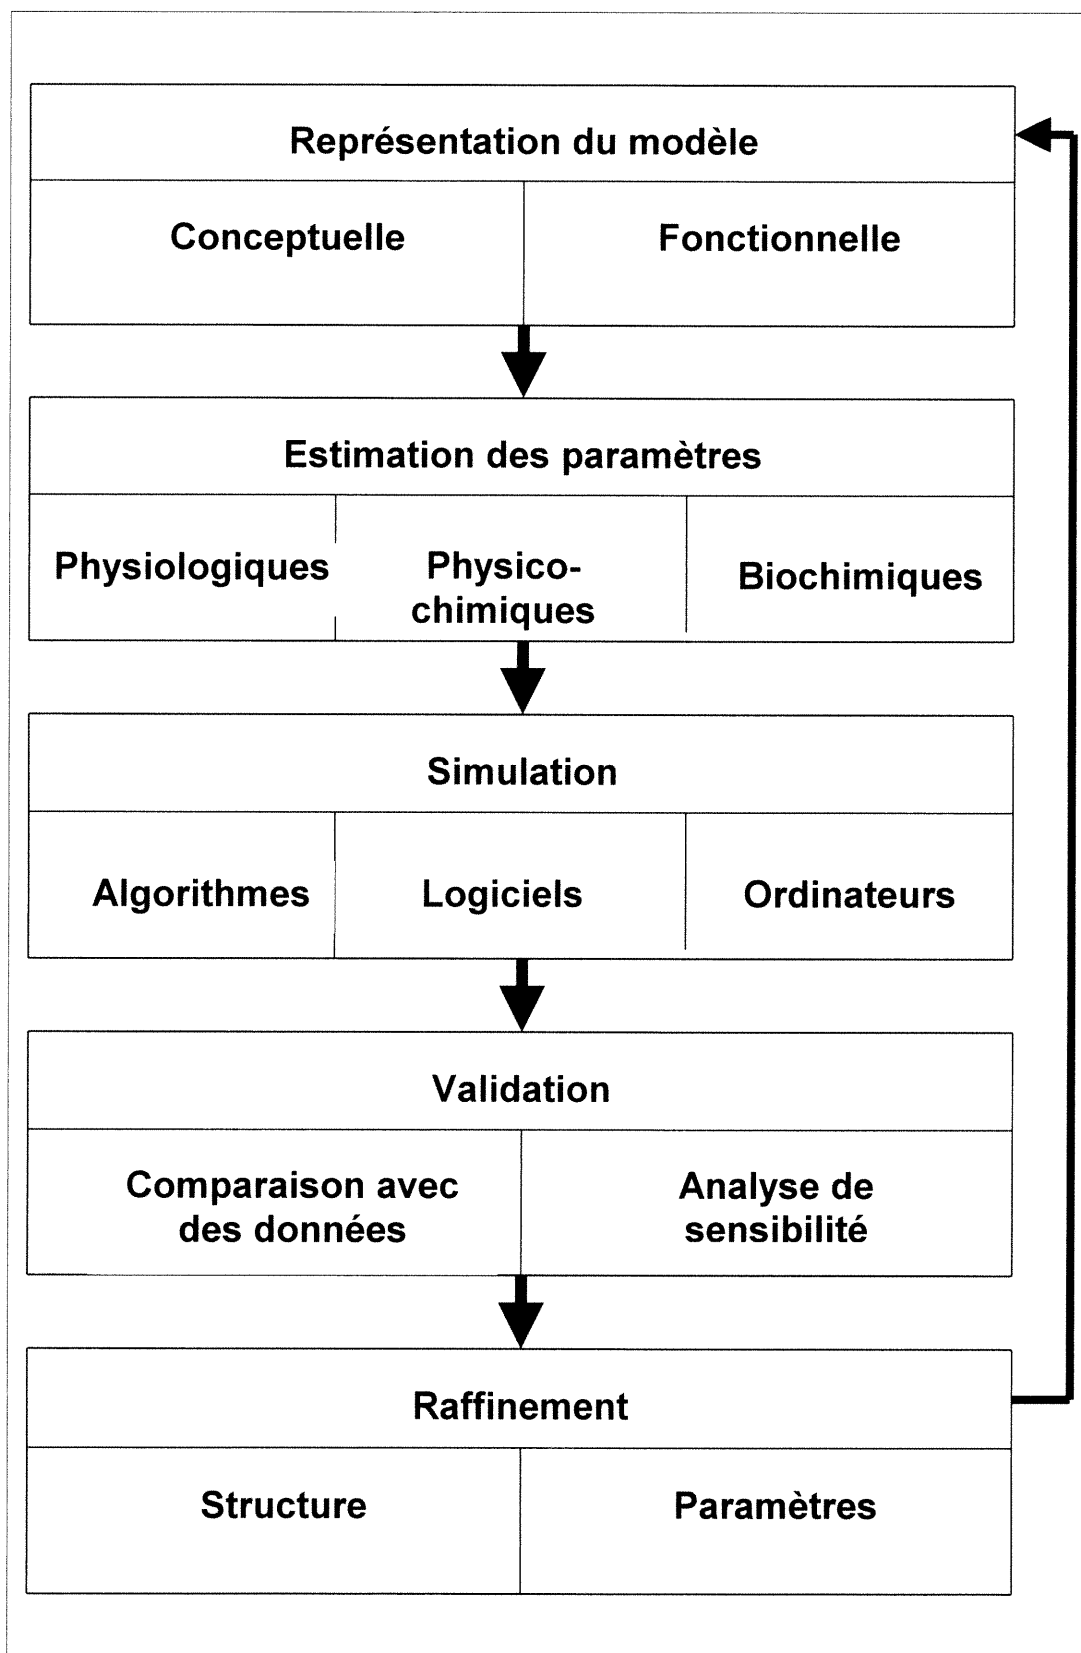 Représentation du modèle
Conceptuelle
Fonctionnelle
Estimation des paramètres
Physiologiques
Physico-
chimiques
Biochimiques
Simulation
Algorithmes
Logiciels
Ordinateurs
Validation
Comparaison avec
des données
Analyse de
sensibilité
Raffinement
Structure
Paramètres